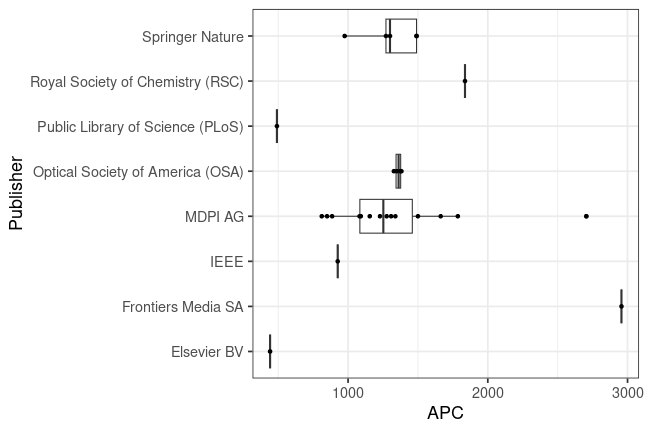 Publisher
Springer Nature
Royal Society of Chemistry (RSC)
Public Library of Science (PLoS)
Optical Society of America (OSA)
MDPI AG
IEEE
Frontiers Media SA
Elsevier BV
1000 2000 3000
APC